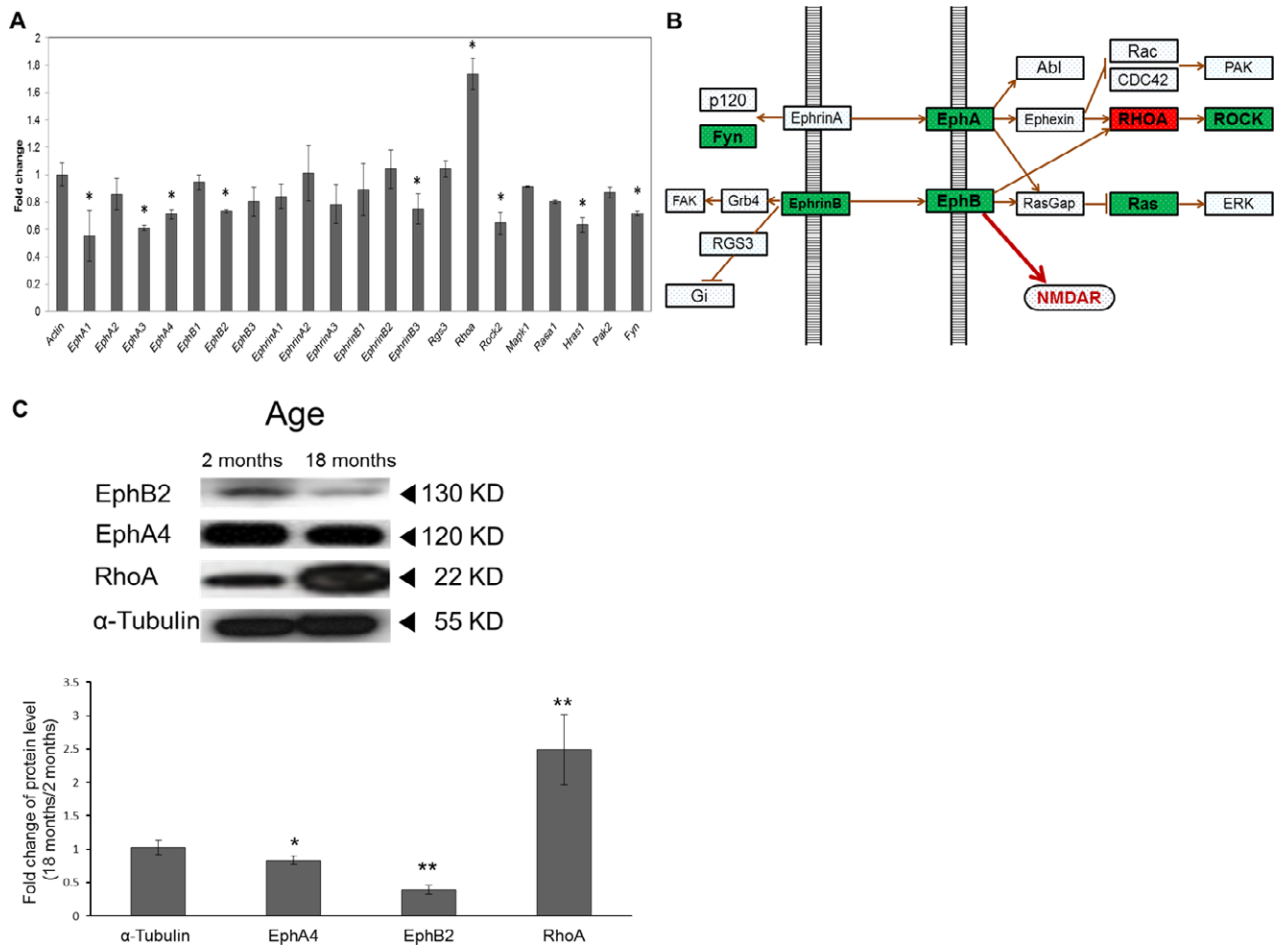 A
Fold change
2
1.8
1.6
1.4
1.2
1
0.8
0.6
0.4
0.2
0
* * * * * * * * * *
Actin EphA1 EphA2 EphA3 EphA4 EphB1 EphB2 EphB3 EphrinA1 EphrinA2 EphrinA3 EphrinB1 EphrinB2 EphrinB3 Rgs3 Rhoa Rock2 Mapk1 Rasa1 Hras1 Pak2 Fyn
B
p120
Fyn
EphrinA
EphA
Abl
Ephexin
Rac
CDC42
PAK
RHOA
ROCK
FAK
Grb4
EphrinB
EphB
RasGap
Ras
ERK
RGS3
Gi
NMDAR
C
Age
2 months 18 months
EphB2 ◄ 130 KD
EphA4 ◄ 120 KD
RhoA ◄ 22 KD
α-Tubulin ◄ 55 KD
Fold change of protein level
(18 months/2 months)
3.5
3
2.5
2
1.5
1
0.5
0
* ** **
α-Tubulin EphA4 EphB2 RhoA